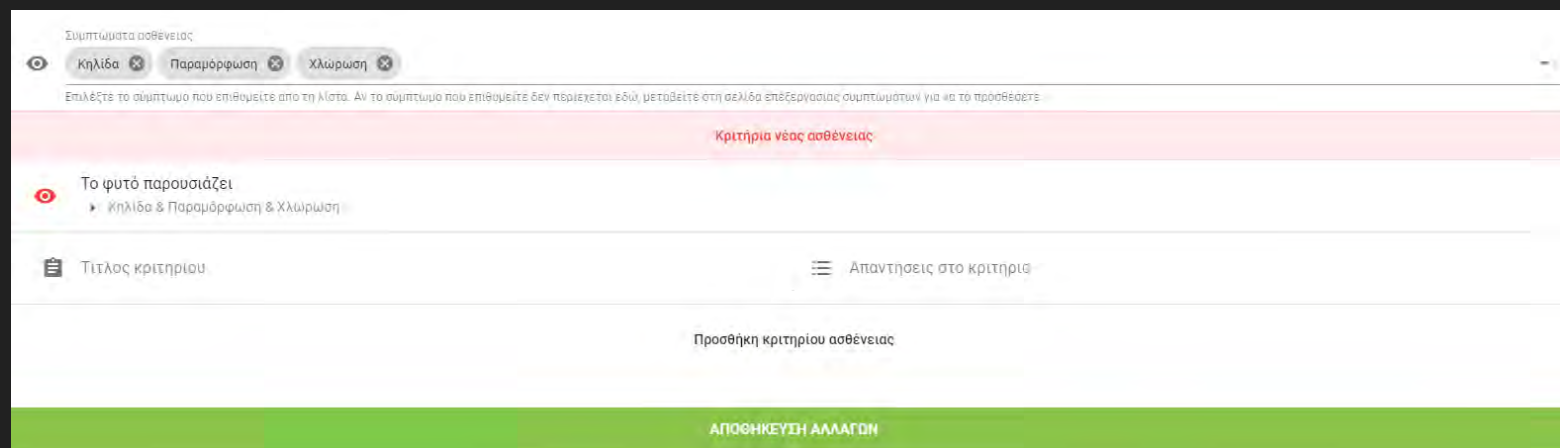 Συμπτώματα ασθένειας
Κηλίδα Παραμόρφωση Χλώρωση
Επιλέξτε το σύμπτωμα που επιθυμείτε απο τη λίστα. Αν το σύμπτωμα που επιθυμείτε δεν περιέχεται εδώ, μεταβείτε στη σελίδα επεξεργασίας συμπτωμάτων για να το προσθέσετε
Κριτήρια νέας ασθένειας
Το φυτό παρουσιάζει
Κηλίδα & Παραμόρφωση & Χλώρωση
Τίτλος κριτηρίου Απαντήσεις στο κριτήριο
Προσθήκη κριτηρίου ασθένειας
ΑΠΟΘΗΚΕΥΣΗ ΑΛΛΑΓΩΝ